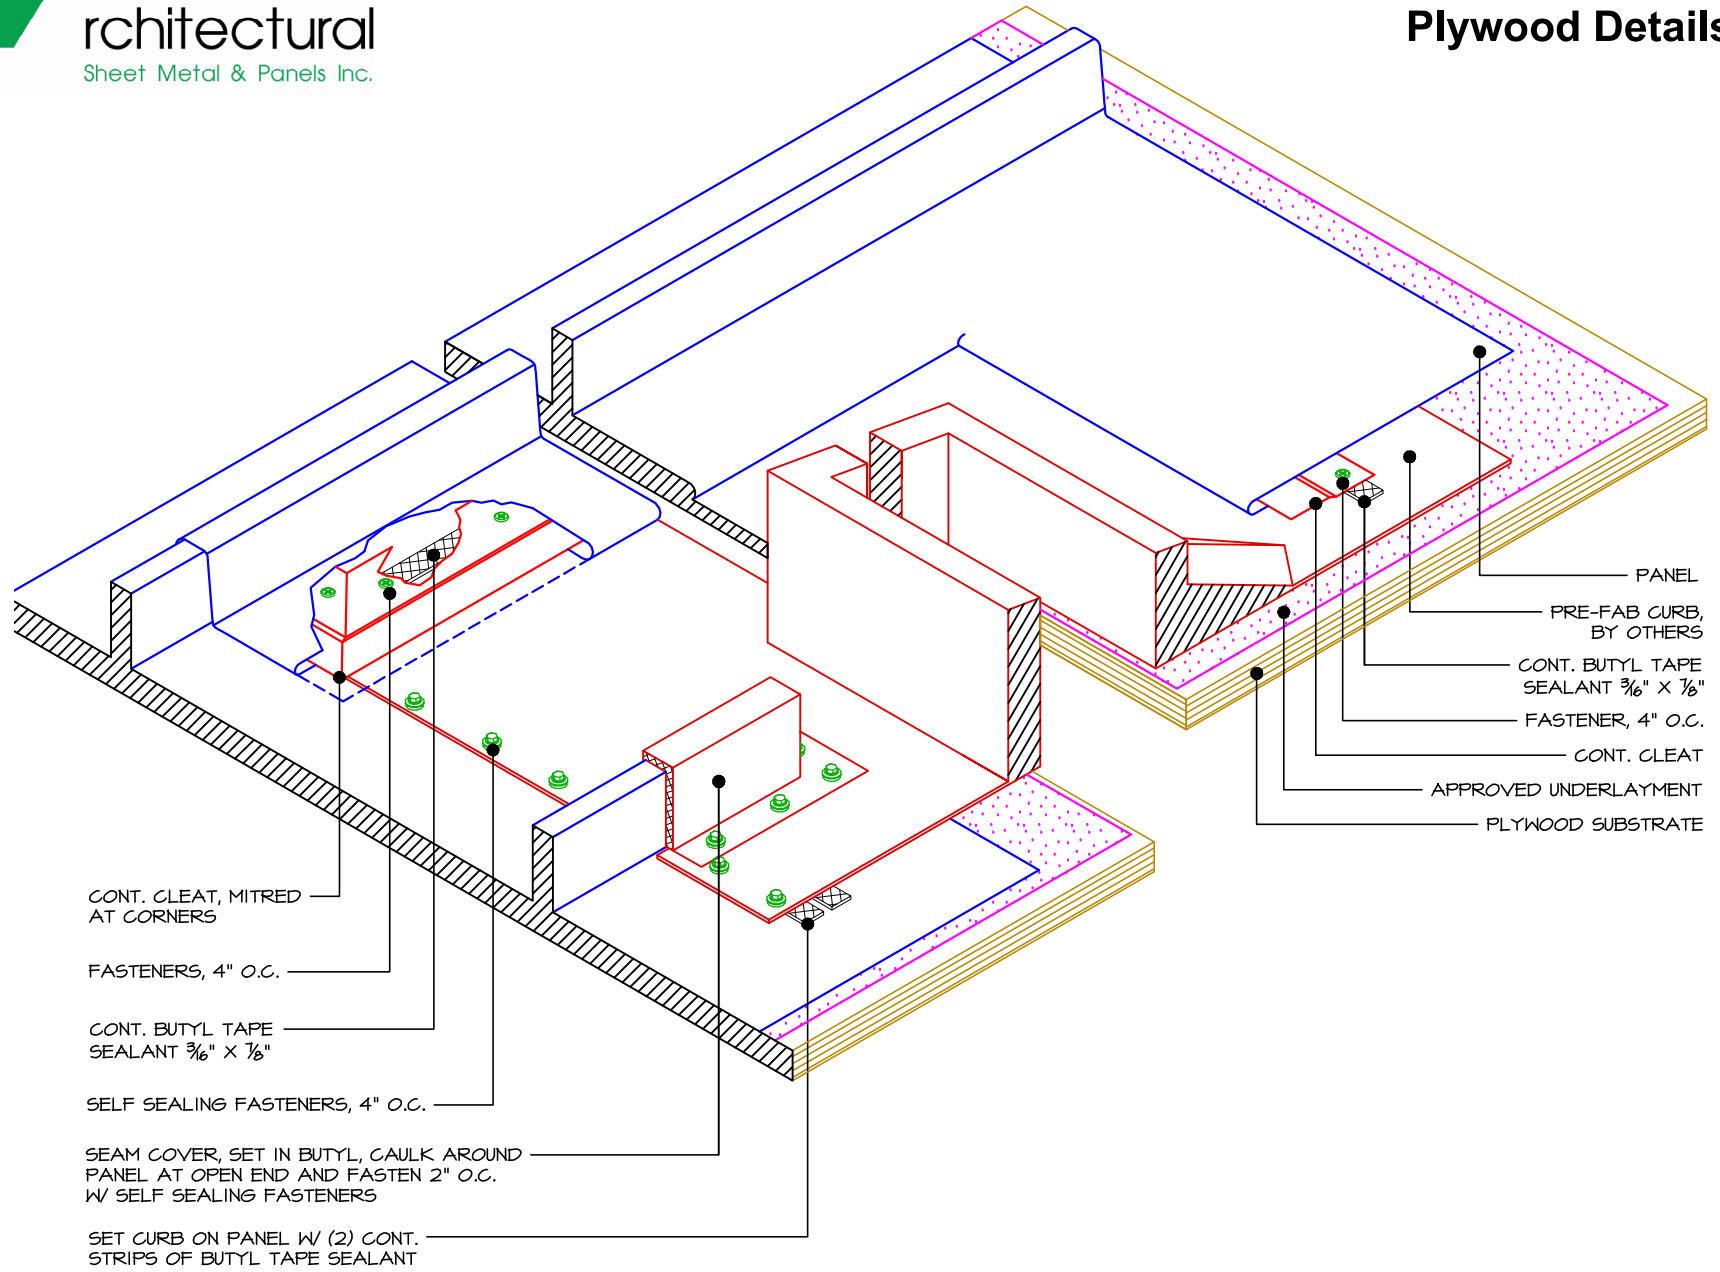 rchitectural
Sheet Metal & Panels Inc.
Plywood Details
PANEL
PRE-FAB CURB,
BY OTHERS
CONT. BUTYL TAPE
SEALANT 3/16" X 7/8"
FASTENER, 4" O.C.
CONT. CLEAT
APPROVED UNDERLAYMENT
PLYWOOD SUBSTRATE
CONT. CLEAT, MITRED
AT CORNERS
FASTENERS, 4" O.C.
CONT. BUTYL TAPE
SEALANT 3/16" X 7/8"
SELF SEALING FASTENERS, 4" O.C.
SEAM COVER, SET IN BUTYL, CAULK AROUND
PANEL AT OPEN END AND FASTEN 2" O.C.
W/ SELF SEALING FASTENERS
SET CURB ON PANEL W/ (2) CONT.
STRIPS OF BUTYL TAPE SEALANT